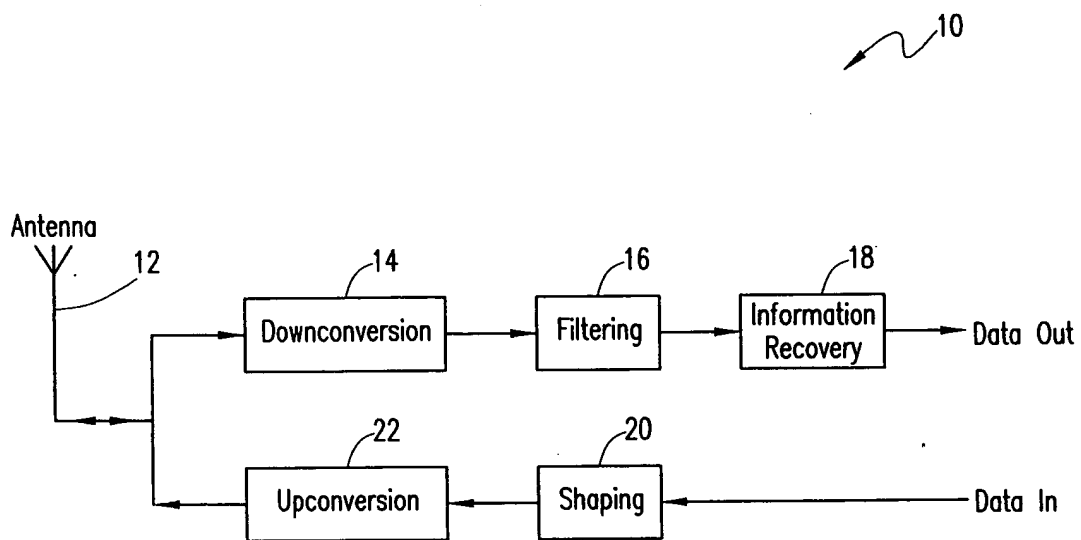 10
Antenna
12
14
16
18
Downconversion
Filtering
Information
Recovery
Data Out
22
20
Upconversion
Shaping
Data In